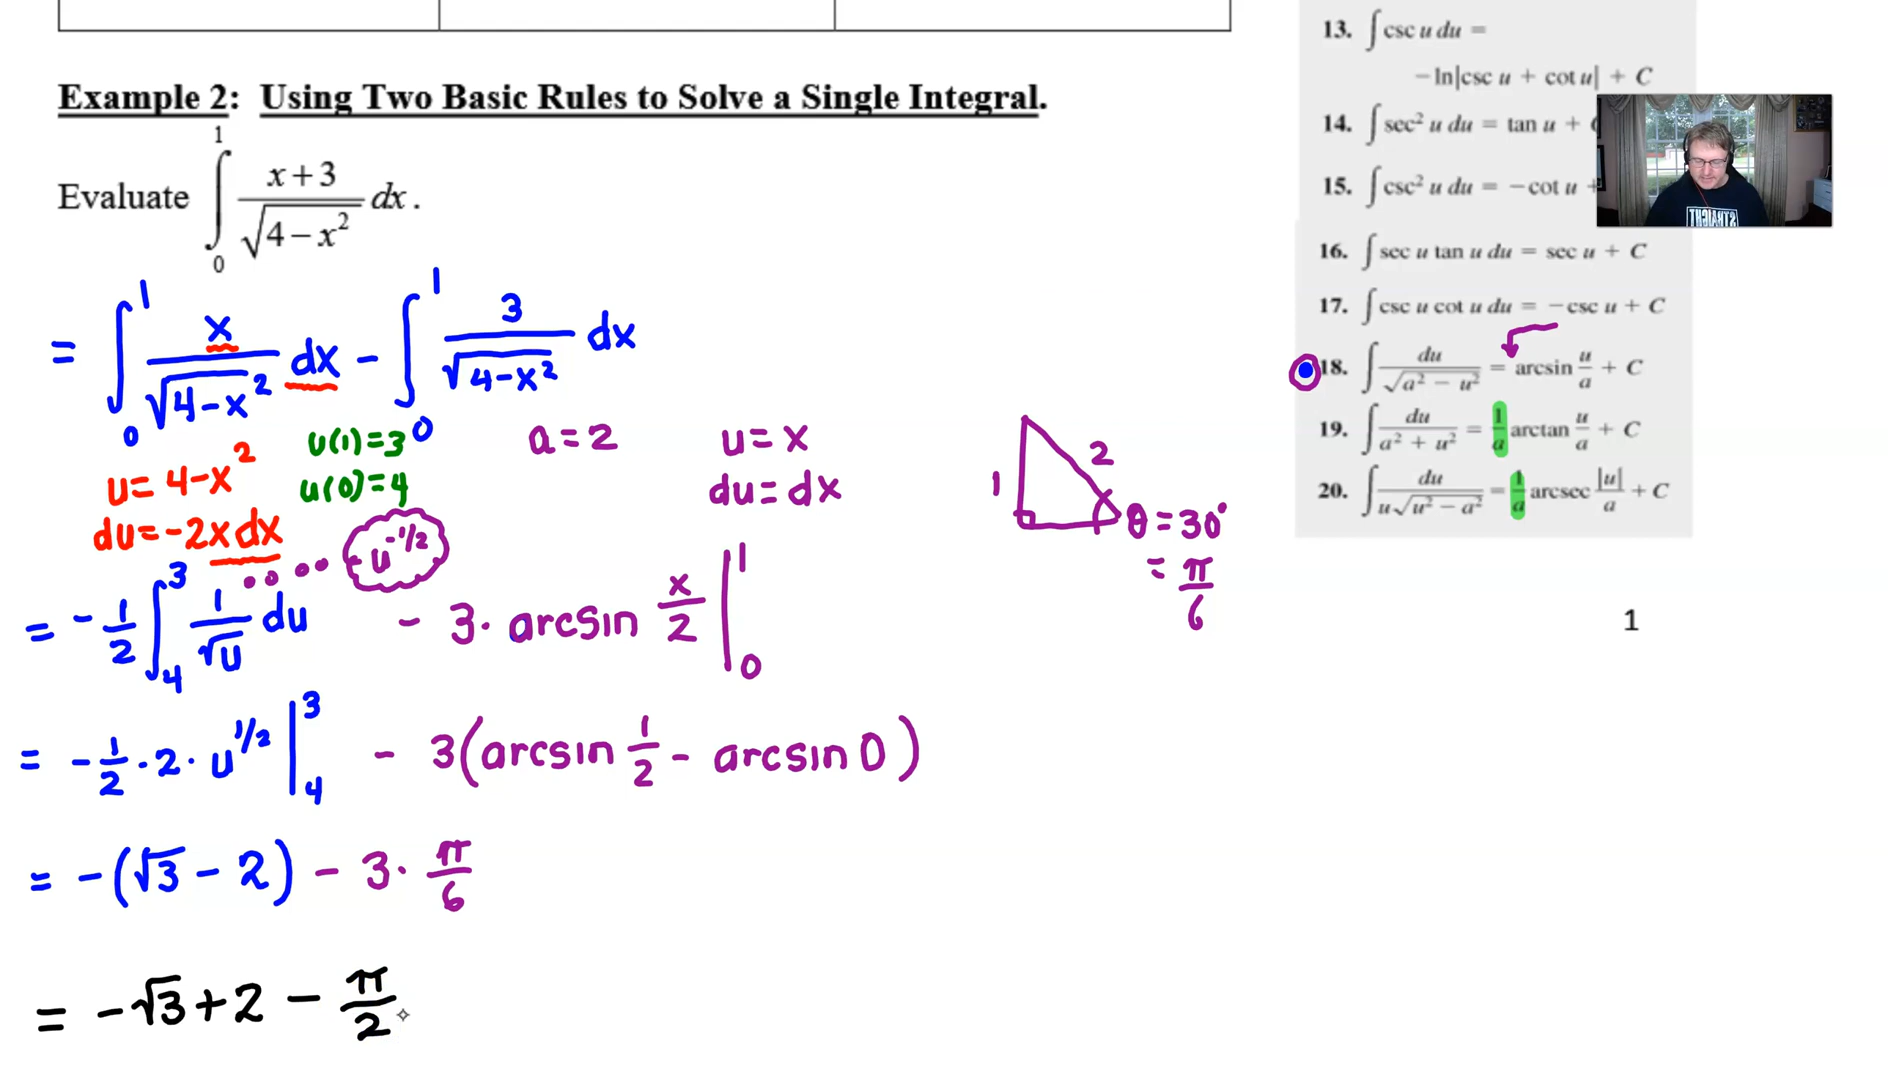 Example 2: Using Two Basic Rules to Solve a Single Integral.
Evaluate ∫₀¹ (x+3)/√(4−x²) dx.
= ∫₀¹ x/√(4−x²) dx − ∫₀¹ 3/√(4−x²) dx
u = 4−x²
du = −2x dx
u(1)=3
u(0)=4
a = 2
u = x
du = dx
u^(-1/2)
= −1/2 ∫₄³ 1/√u du − 3· arcsin x/2 |₀¹
= −1/2 · 2 · u^(1/2) |₄³ − 3(arcsin 1/2 − arcsin 0)
= −(√3 − 2) − 3· π/6
= −√3 + 2 − π/2
1
2
θ = 30°
= π/6
13. ∫ csc u du =
−ln|csc u + cot u| + C
14. ∫ sec² u du = tan u +
15. ∫ csc² u du = −cot u +
16. ∫ sec u tan u du = sec u + C
17. ∫ csc u cot u du = −csc u + C
18. ∫ du/√(a² − u²) = arcsin u/a + C
19. ∫ du/(a² + u²) = 1/a arctan u/a + C
20. ∫ du/(u√(u² − a²)) = 1/a arcsec |u|/a + C
STRAIGHT
1